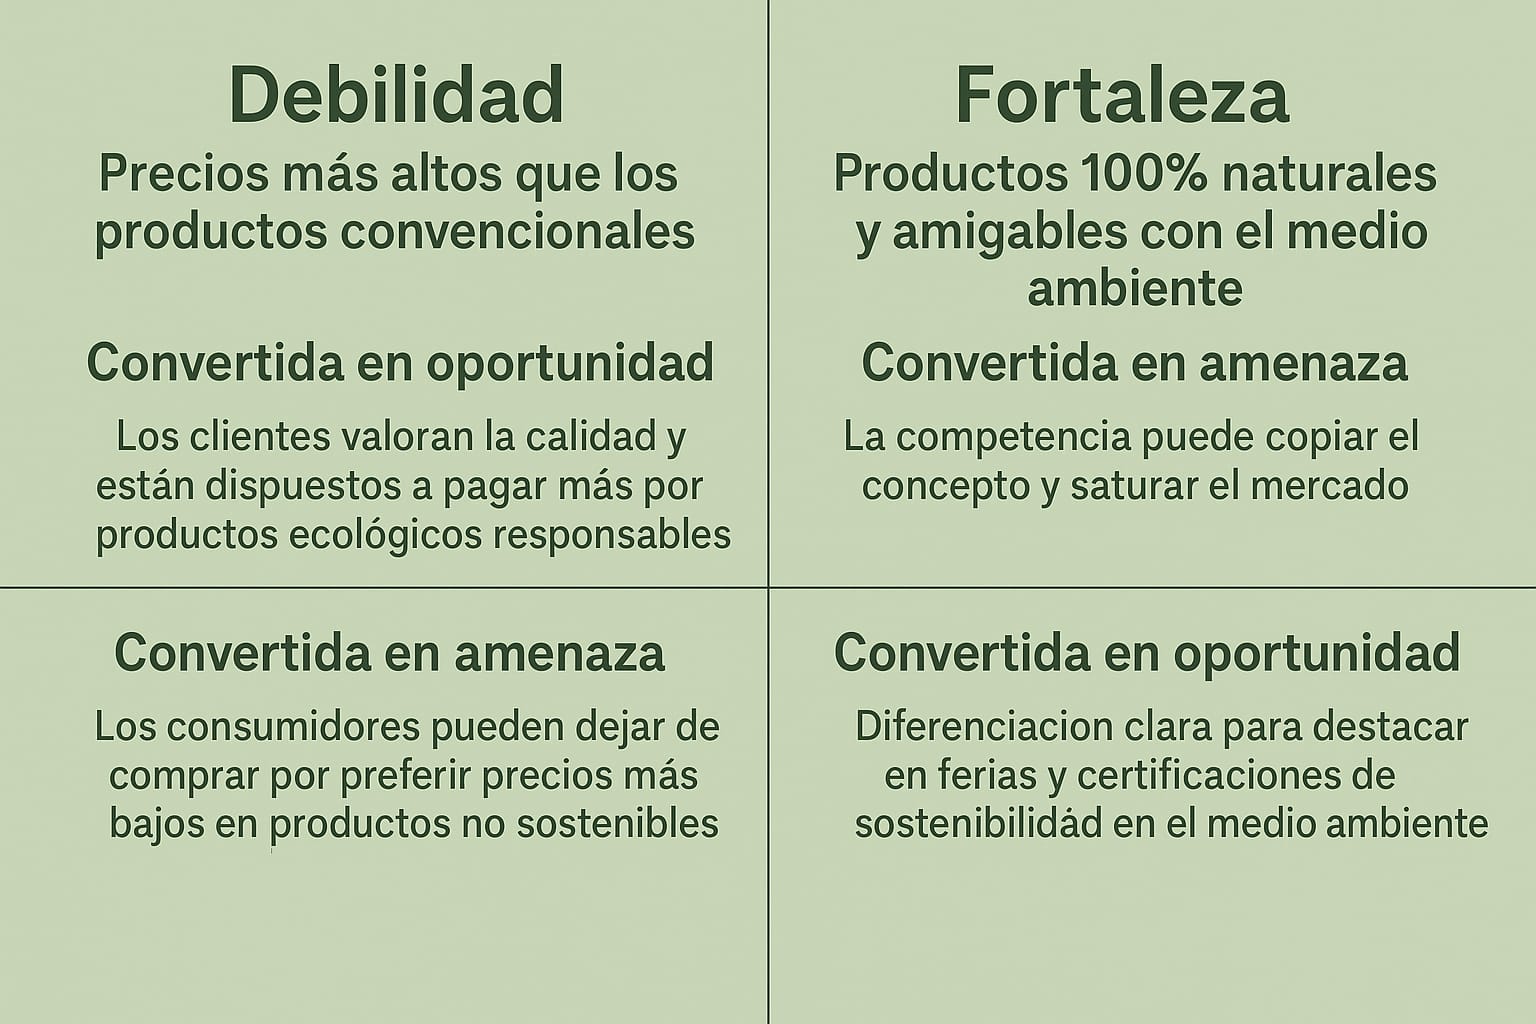 Debilidad
Precios más altos que los
productos convencionales
Convertida en oportunidad
Los clientes valoran la calidad y
están dispuestos a pagar más por
productos ecológicos responsables
Fortaleza
Productos 100% naturales
y amigables con el medio
ambiente
Convertida en amenaza
La competencia puede copiar el
concepto y saturar el mercado
Convertida en amenaza
Los consumidores pueden dejar de
comprar por preferir precios más
bajos en productos no sostenibles
Convertida en oportunidad
Diferenciacion clara para destacar
en ferias y certificaciones de
sostenibilidád en el medio ambiente